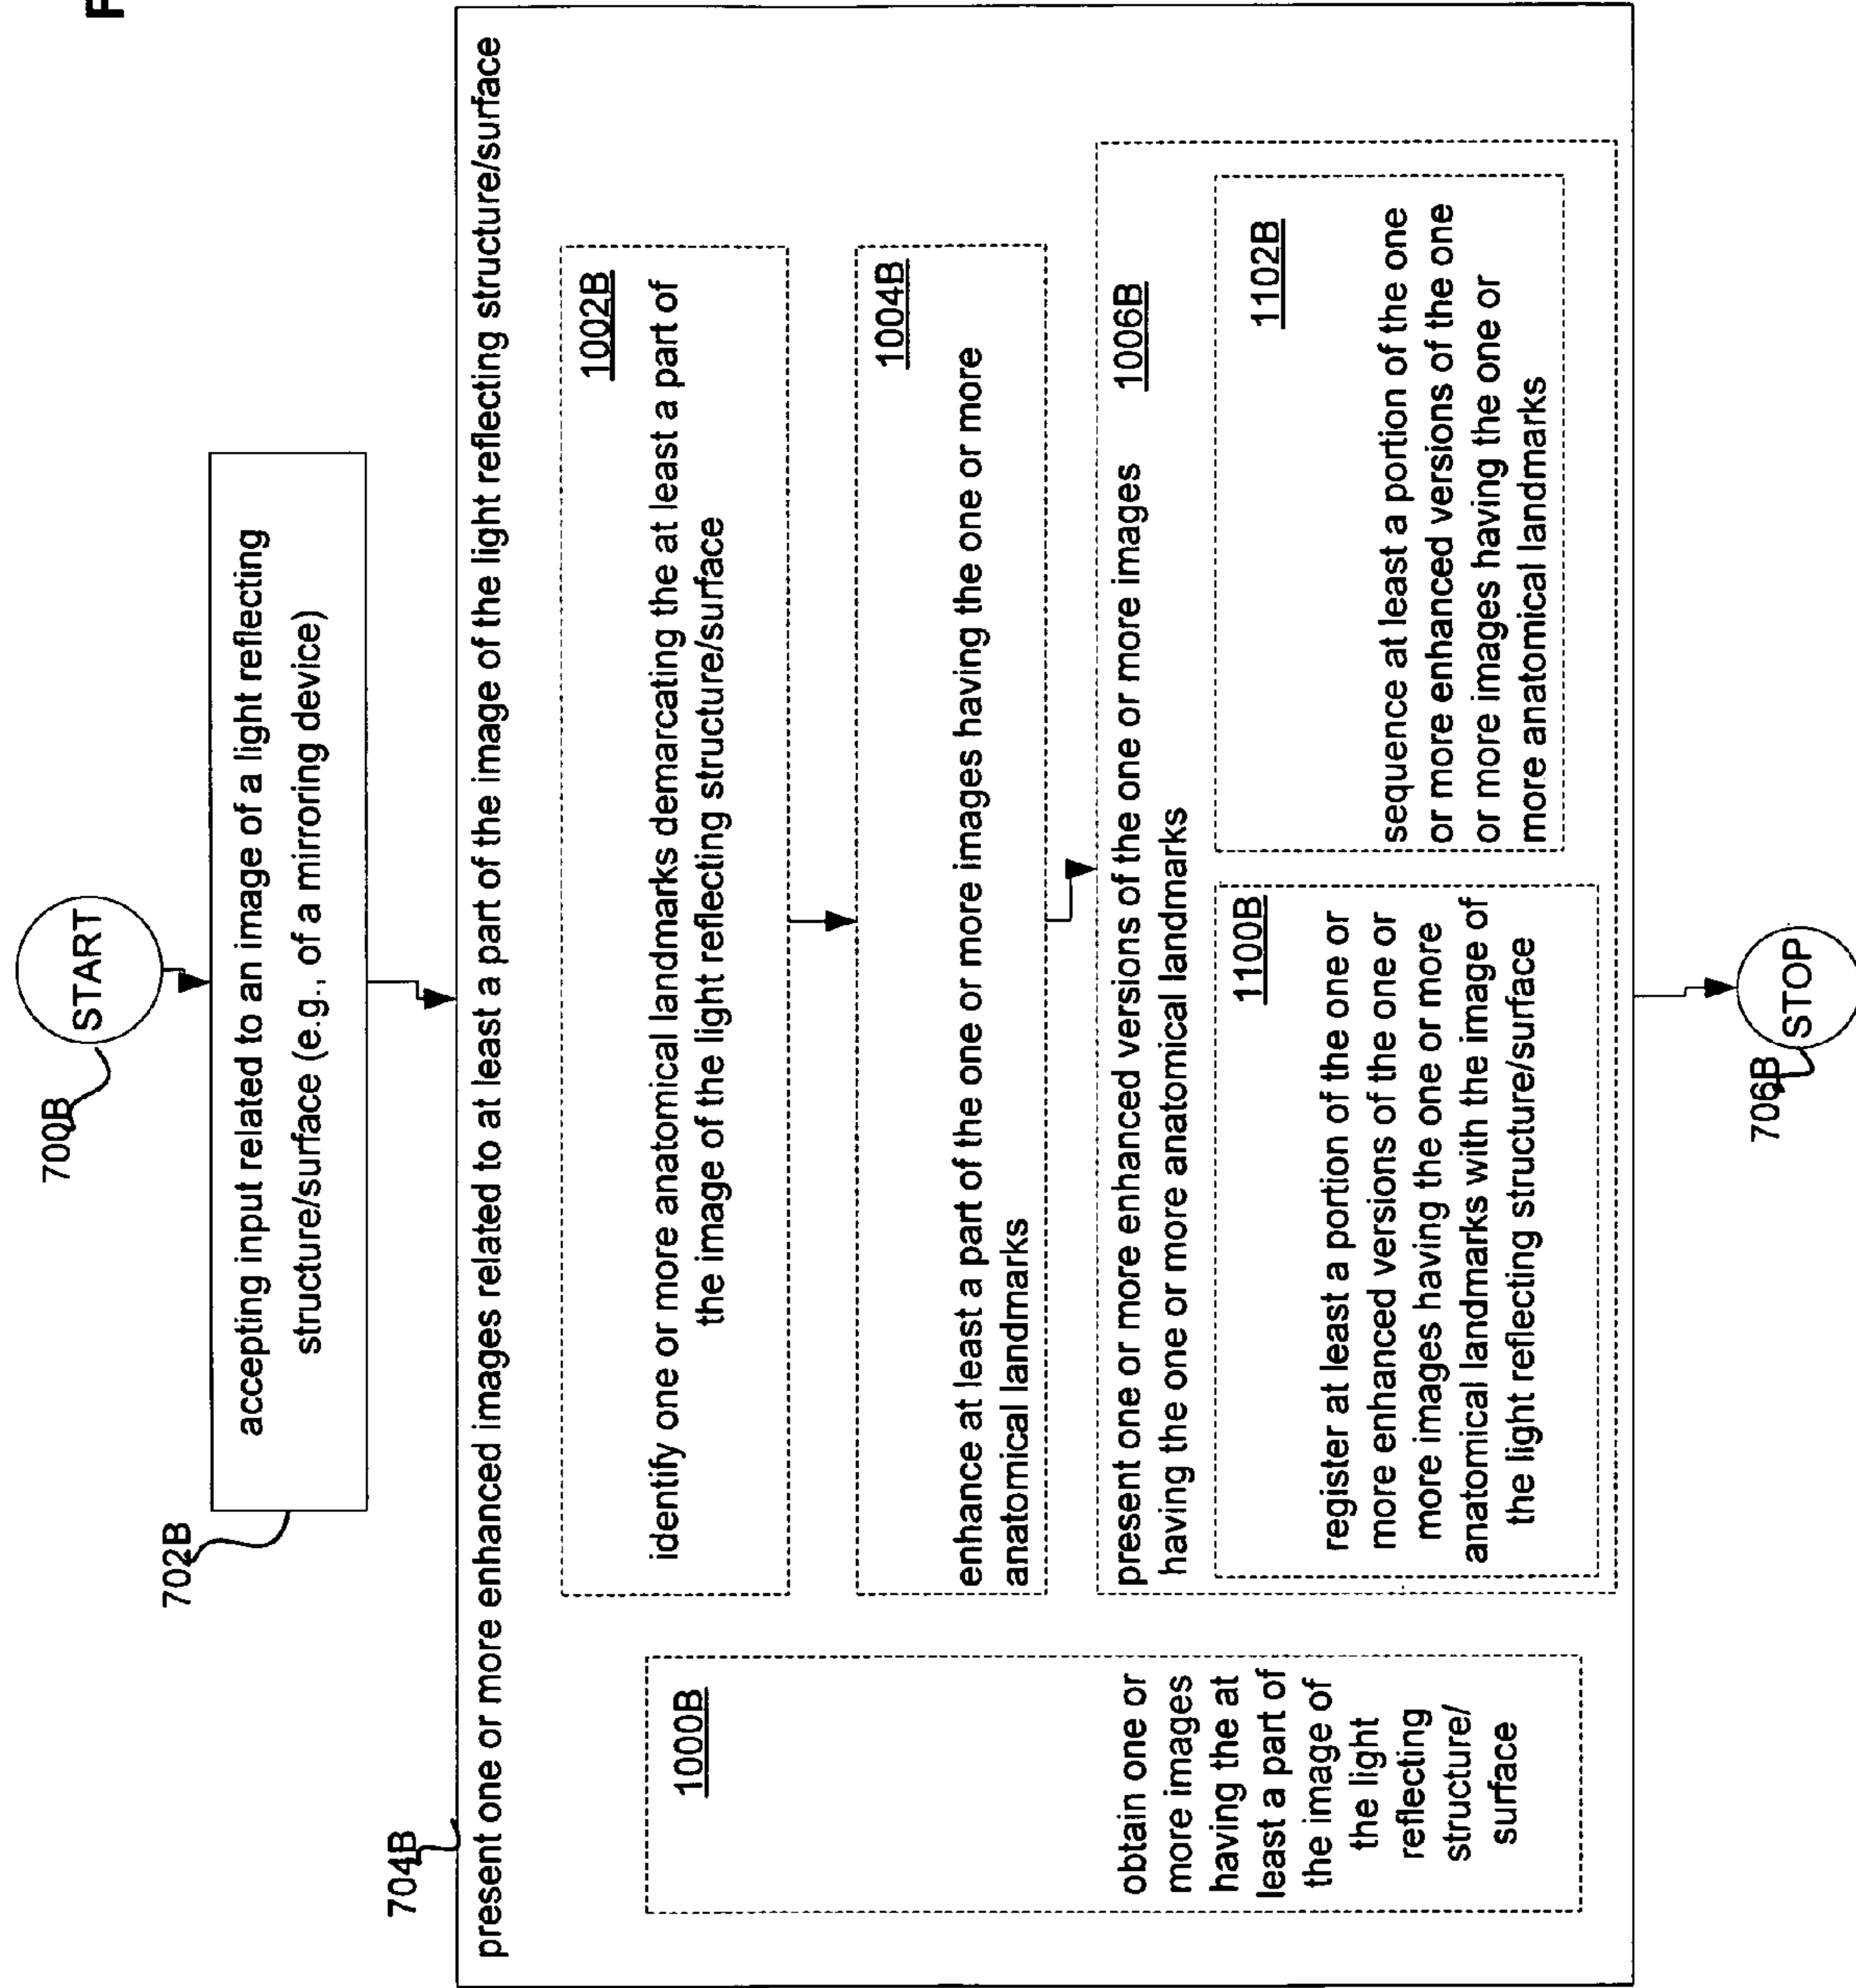 F
START
700B
702B
accepting input related to an image of a light reflecting
structure/surface (e.g., of a mirroring device)
704B
present one or more enhanced images related to at least a part of the image of the light reflecting structure/surface
1000B
obtain one or
more images
having the at
least a part of
the image of
the light
reflecting
structure/
surface
1002B
identify one or more anatomical landmarks demarcating the at least a part of
the image of the light reflecting structure/surface
1004B
enhance at least a part of the one or more images having the one or more
anatomical landmarks
present one or more enhanced versions of the one or more images 1006B
having the one or more anatomical landmarks
1100B
register at least a portion of the one or
more enhanced versions of the one or
more images having the one or more
anatomical landmarks with the image of
the light reflecting structure/surface
1102B
sequence at least a portion of the one
or more enhanced versions of the one
or more images having the one or
more anatomical landmarks
706B
STOP